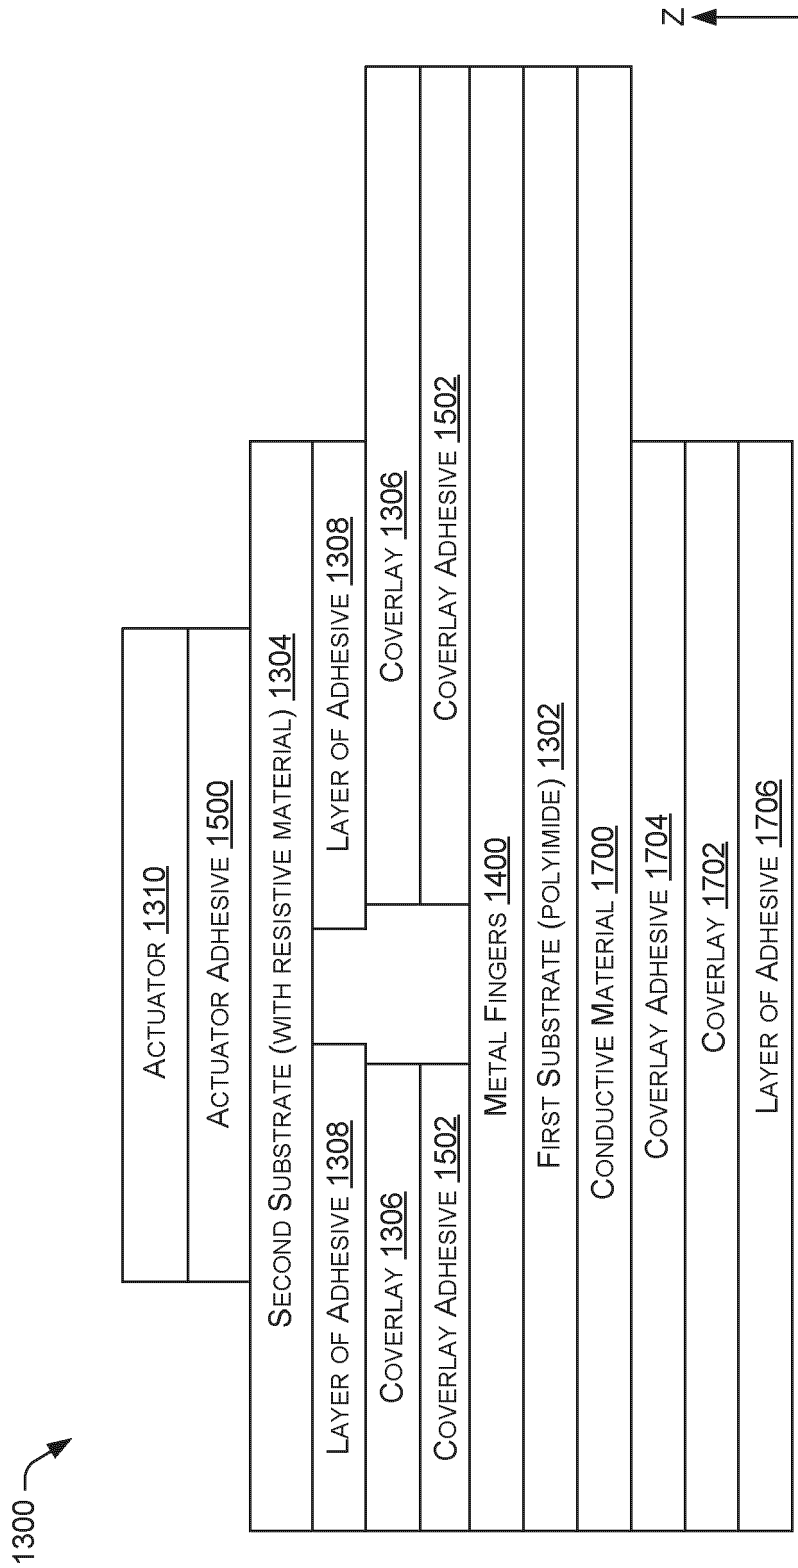 1300
Z
ACTUATOR 1310
ACTUATOR ADHESIVE 1500
SECOND SUBSTRATE (WITH RESISTIVE MATERIAL) 1304
LAYER OF ADHESIVE 1308
LAYER OF ADHESIVE 1308
COVERLAY 1306
COVERLAY 1306
COVERLAY ADHESIVE 1502
COVERLAY ADHESIVE 1502
METAL FINGERS 1400
FIRST SUBSTRATE (POLYIMIDE) 1302
CONDUCTIVE MATERIAL 1700
COVERLAY ADHESIVE 1704
COVERLAY 1702
LAYER OF ADHESIVE 1706